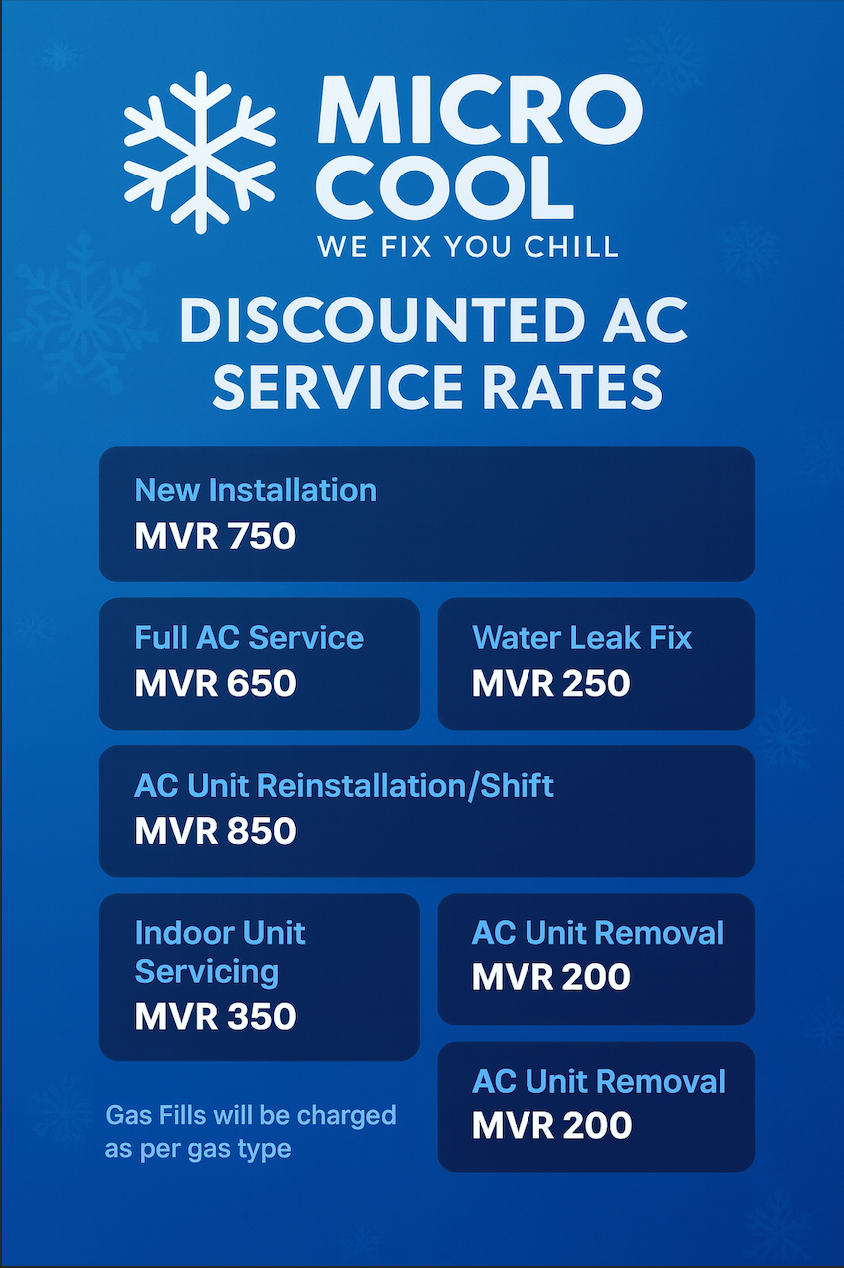 MICRO
COOL
WE FIX YOU CHILL
DISCOUNTED AC
SERVICE RATES
New Installation
MVR 750
Full AC Service
MVR 650
Water Leak Fix
MVR 250
AC Unit Reinstallation/Shift
MVR 850
Indoor Unit
Servicing
MVR 350
AC Unit Removal
MVR 200
AC Unit Removal
MVR 200
Gas Fills will be charged
as per gas type